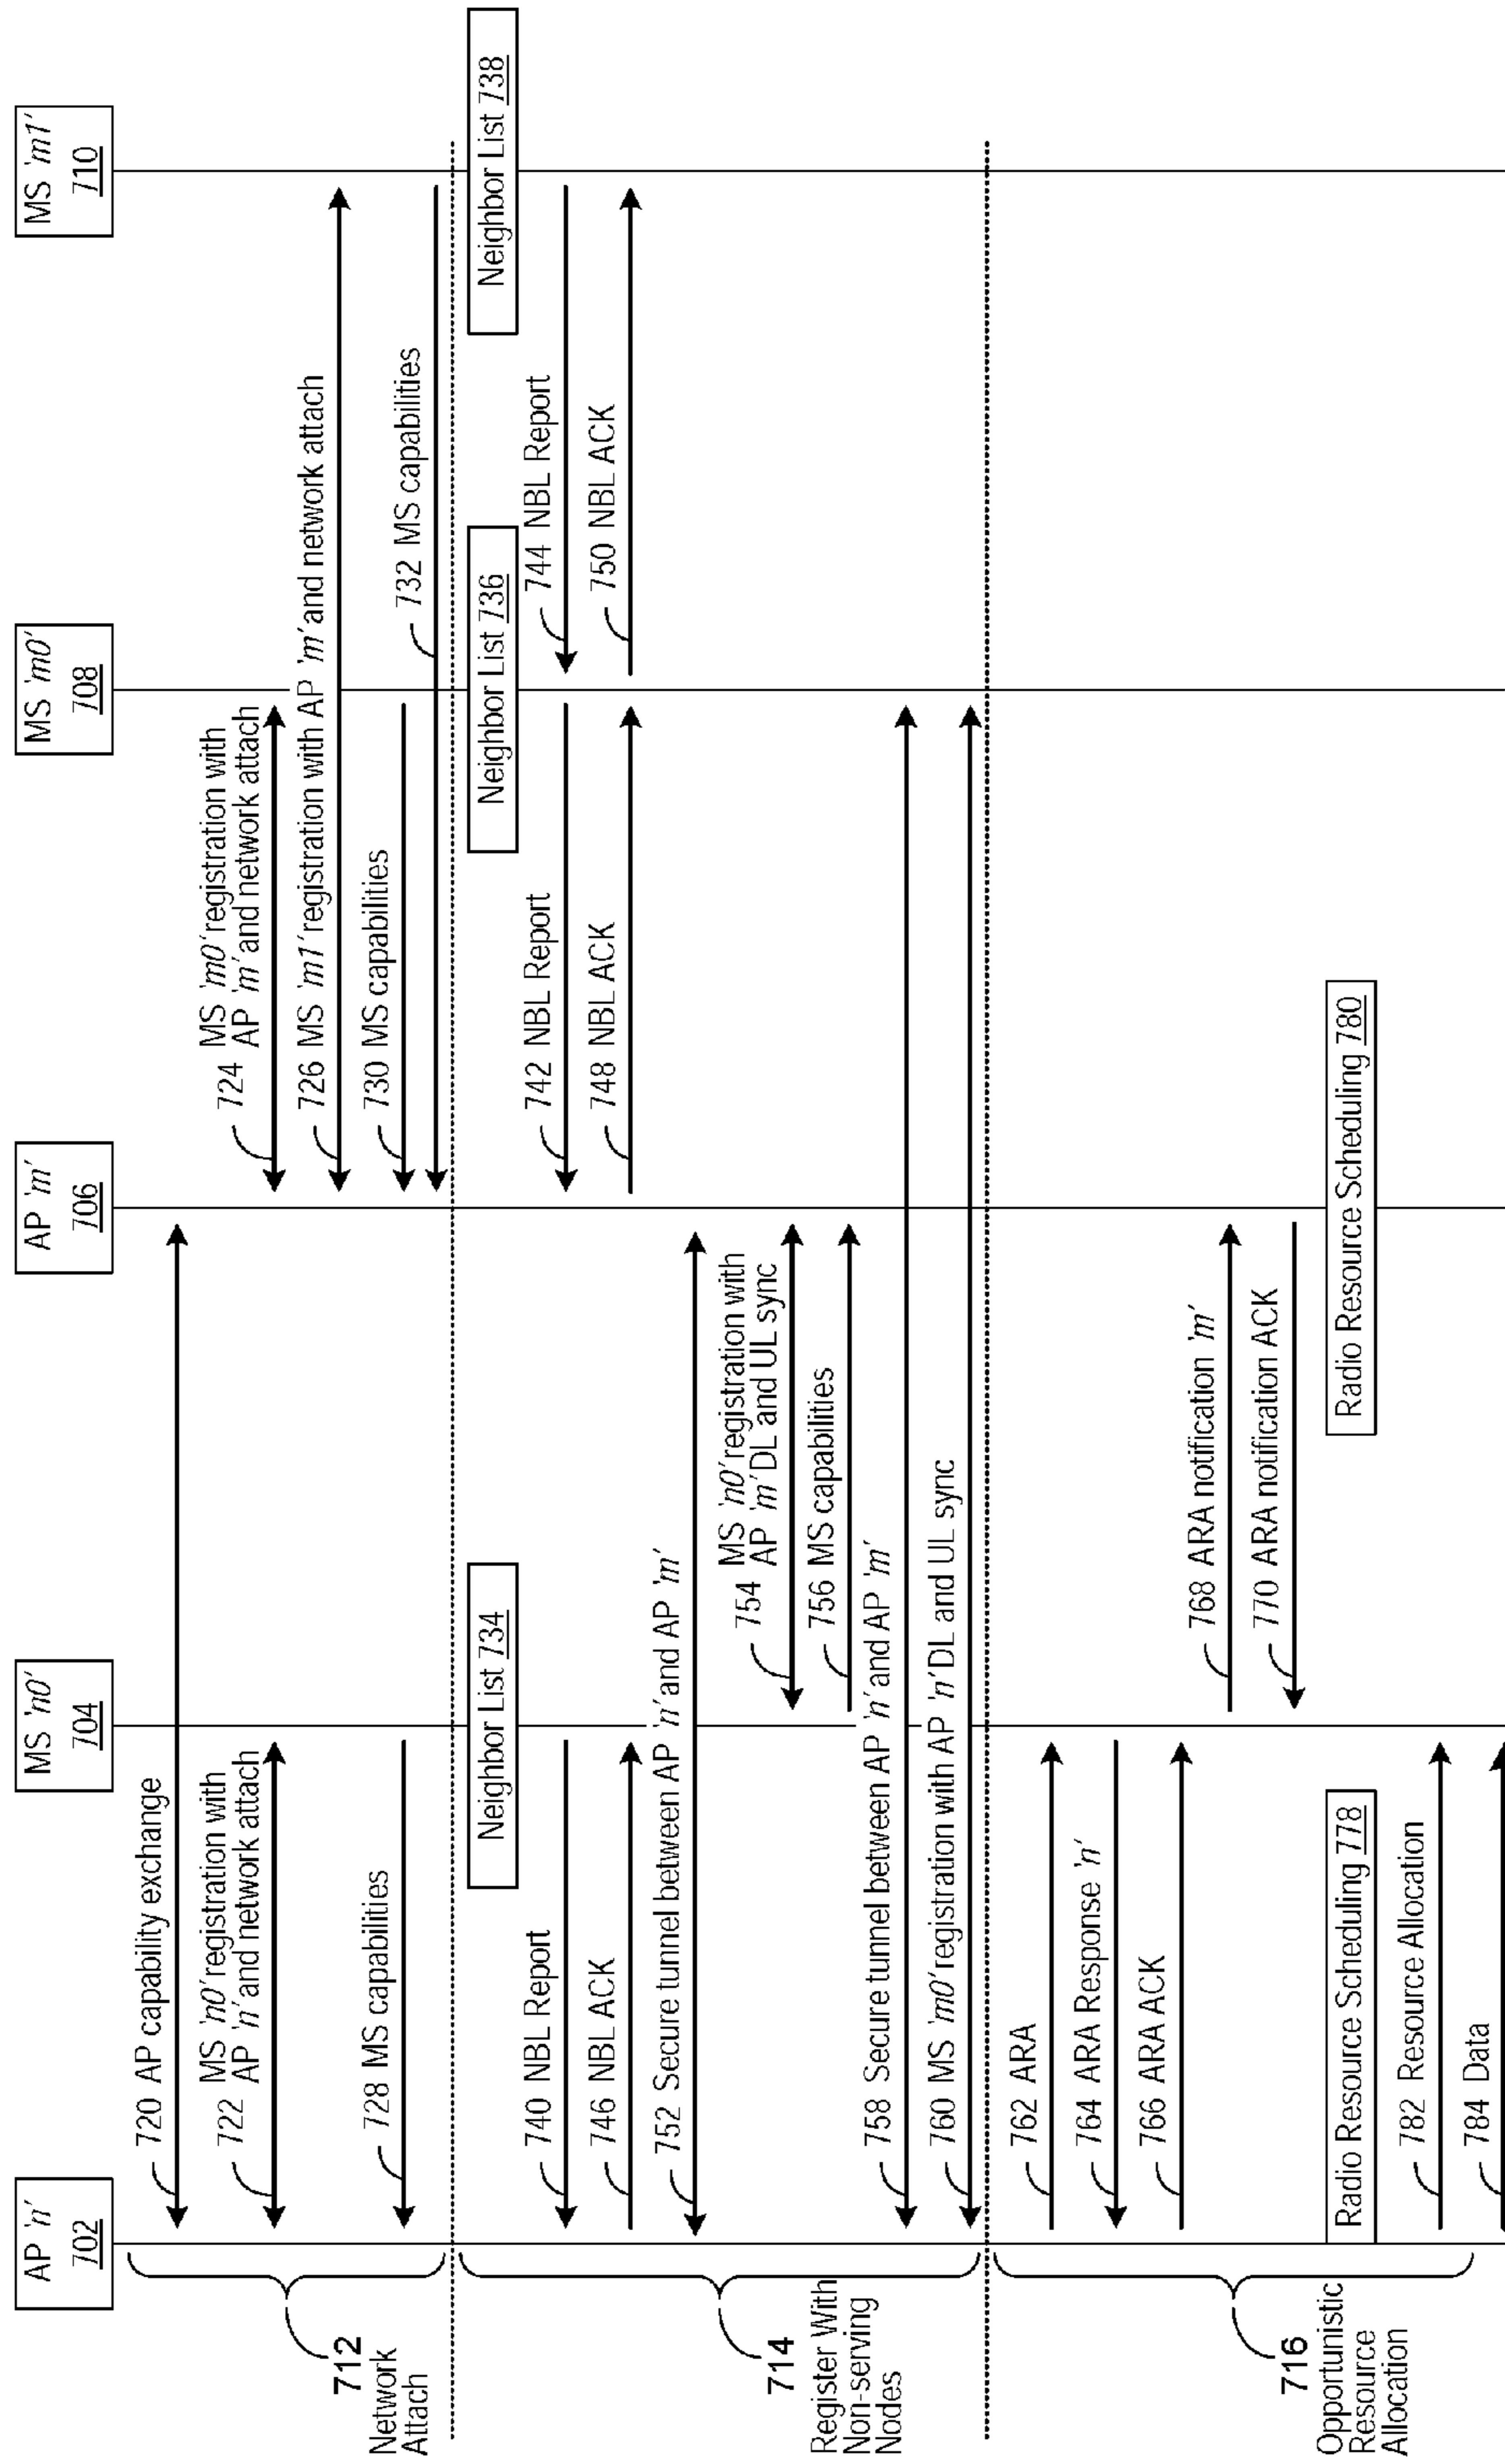 AP 'n'
702
MS 'n0'
704
AP 'm'
706
MS 'm0'
708
MS 'm1'
710
712
Network
Attach
720 AP capability exchange
722 MS 'n0' registration with
AP 'n' and network attach
724 MS 'm0' registration with
AP 'm' and network attach
726 MS 'm1' registration with AP 'm' and network attach
728 MS capabilities
730 MS capabilities
732 MS capabilities
714
Register With
Non-serving
Nodes
Neighbor List 734
Neighbor List 736
Neighbor List 738
740 NBL Report
742 NBL Report
744 NBL Report
746 NBL ACK
748 NBL ACK
750 NBL ACK
752 Secure tunnel between AP 'n' and AP 'm'
754 MS 'n0' registration with
AP 'm' DL and UL sync
756 MS capabilities
758 Secure tunnel between AP 'n' and AP 'm'
760 MS 'm0' registration with AP 'n' DL and UL sync
716
Opportunistic
Resource
Allocation
762 ARA
764 ARA Response 'n'
766 ARA ACK
768 ARA notification 'm'
770 ARA notification ACK
Radio Resource Scheduling 778
Radio Resource Scheduling 780
782 Resource Allocation
784 Data